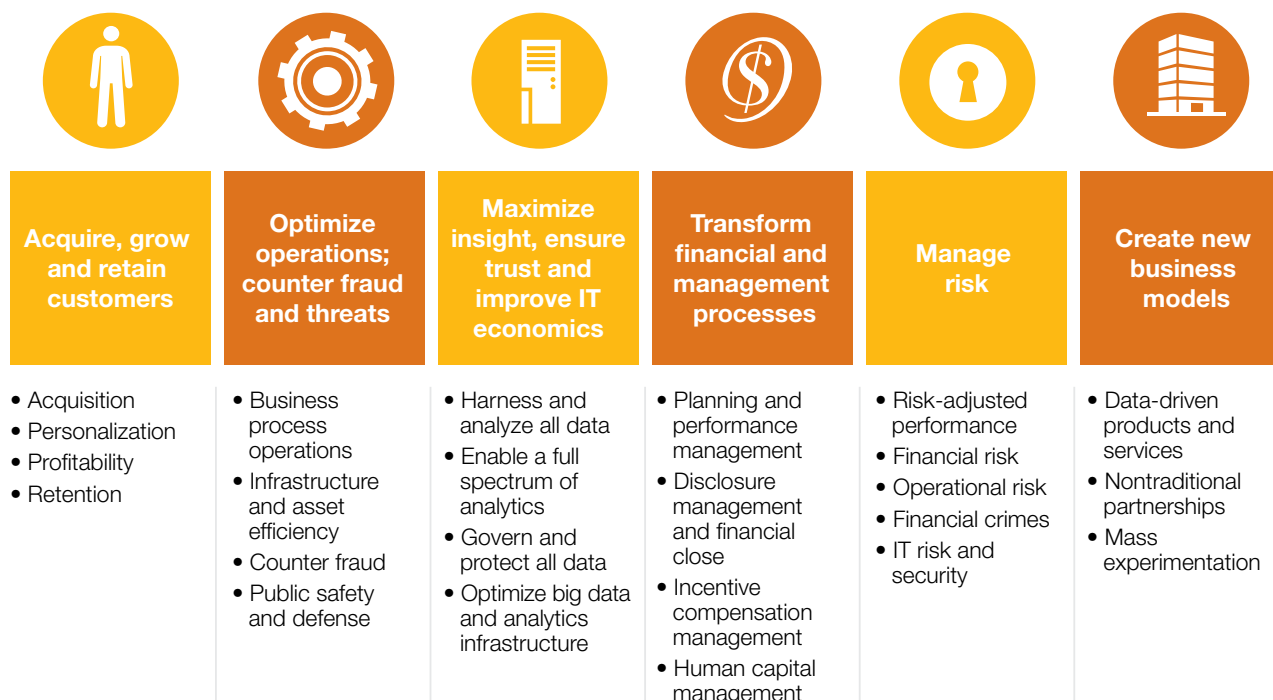 Acquire, grow
and retain
customers
Optimize
operations;
counter fraud
and threats
Maximize
insight, ensure
trust and
improve IT
economics
Transform
financial and
management
processes
Manage
risk
Create new
business
models
• Acquisition
• Personalization
• Profitability
• Retention
• Business
process
operations
• Infrastructure
and asset
efficiency
• Counter fraud
• Public safety
and defense
• Harness and
analyze all data
• Enable a full
spectrum of
analytics
• Govern and
protect all data
• Optimize big data
and analytics
infrastructure
• Planning and
performance
management
• Disclosure
management
and financial
close
• Incentive
compensation
management
• Human capital
management
• Risk-adjusted
performance
• Financial risk
• Operational risk
• Financial crimes
• IT risk and
security
• Data-driven
products and
services
• Nontraditional
partnerships
• Mass
experimentation